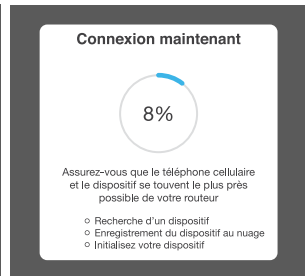 Connexion maintenant
8%
Assurez-vous que le téléphone cellulaire
et le dispositif se touvent le plus près
possible de votre routeur
○ Recherche d'un dispositif
○ Enregistrement du dispositif au nuage
○ Initialisez votre dispositif